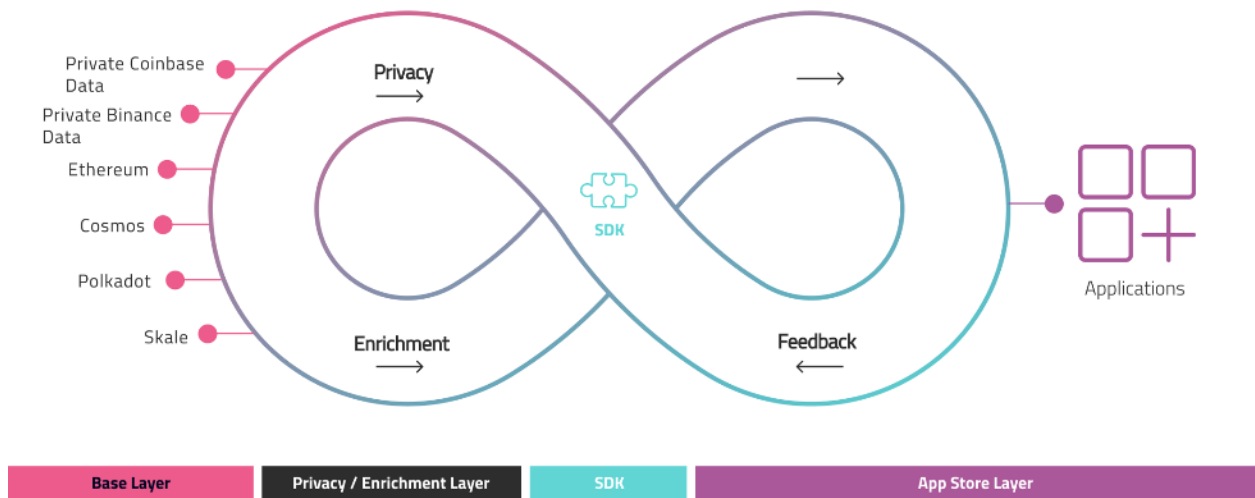 Private Coinbase
Data
Private Binance
Data
Ethereum
Cosmos
Polkadot
Skale
Privacy
Enrichment
SDK
Feedback
Applications
Base Layer
Privacy / Enrichment Layer
SDK
App Store Layer